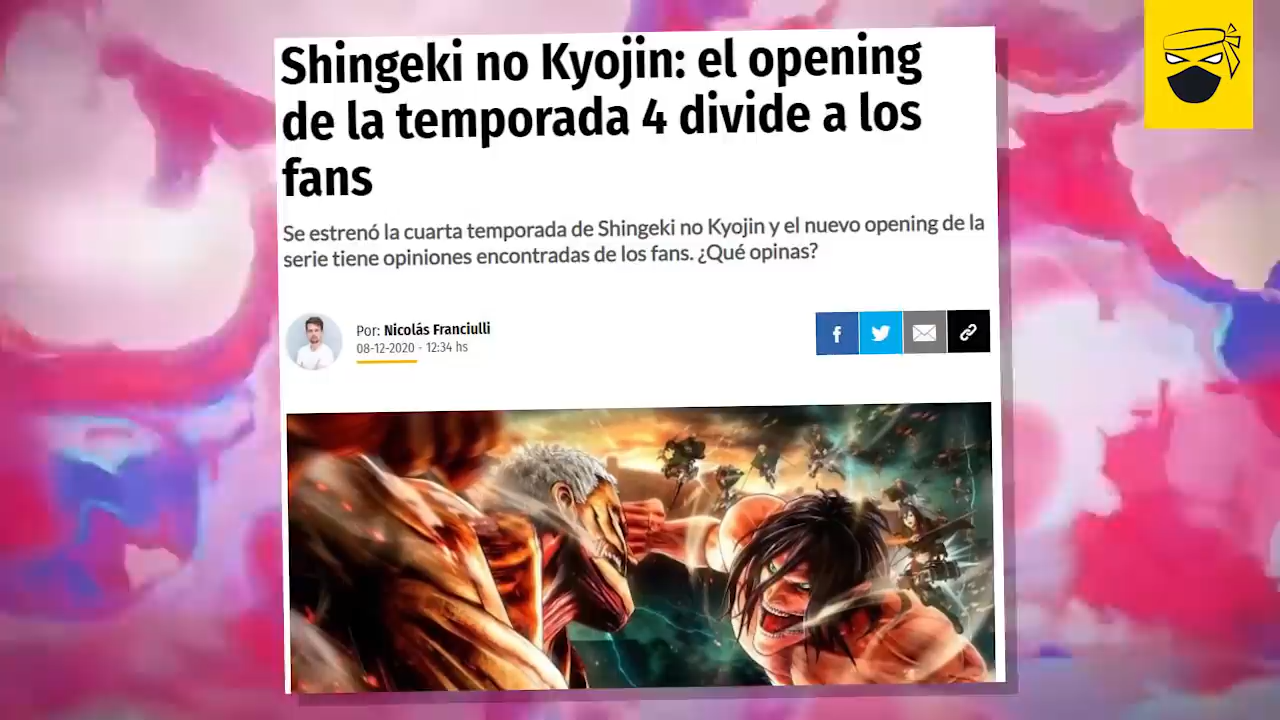 Shingeki no Kyojin: el opening
de la temporada 4 divide a los
fans
Se estrenó la cuarta temporada de Shingeki no Kyojin y el nuevo opening de la
serie tiene opiniones encontradas de los fans. ¿Qué opinas?
Por: Nicolás Franciulli
08-12-2020 - 12:34 hs